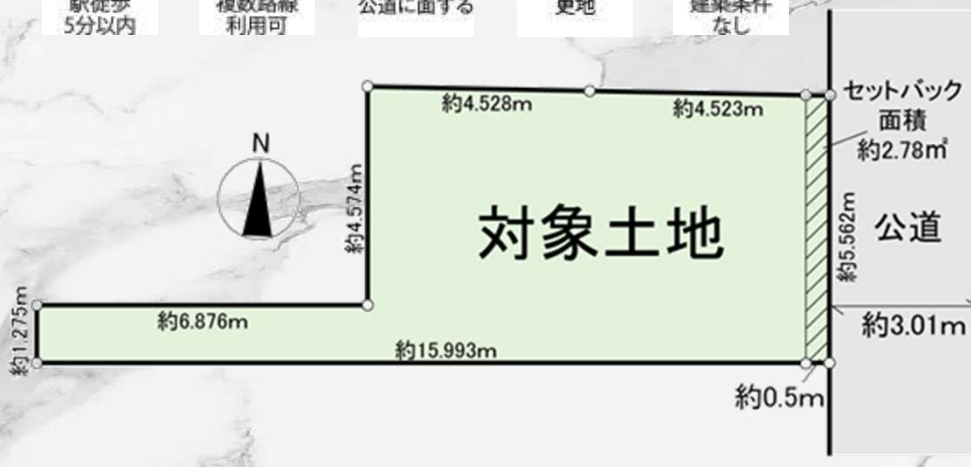 駅徒歩
5分以内
複数路線
利用可
公道に面する
更地
建築条件
なし
約4.528m
約4.523m
セットバック
面積
約2.78㎡
N
約4.574m
対象土地
約5.562m
公道
約1.275m
約6.876m
約3.01m
約15.993m
約0.5m